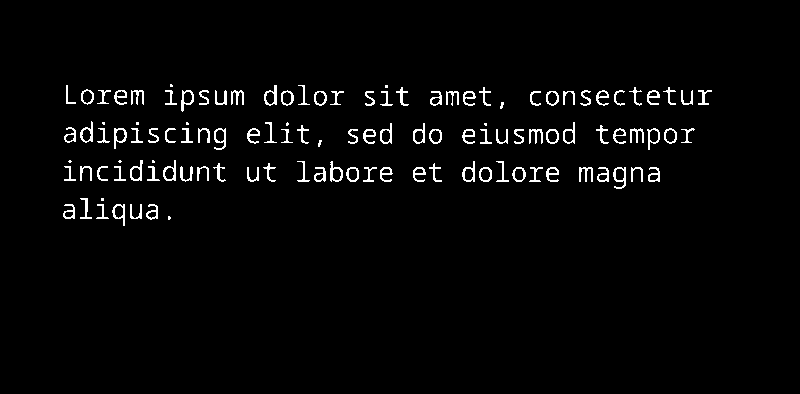 Lorem ipsum dolor sit amet, consectetur
adipiscing elit, sed do eiusmod tempor
incididunt ut labore et dolore magna
aliqua.